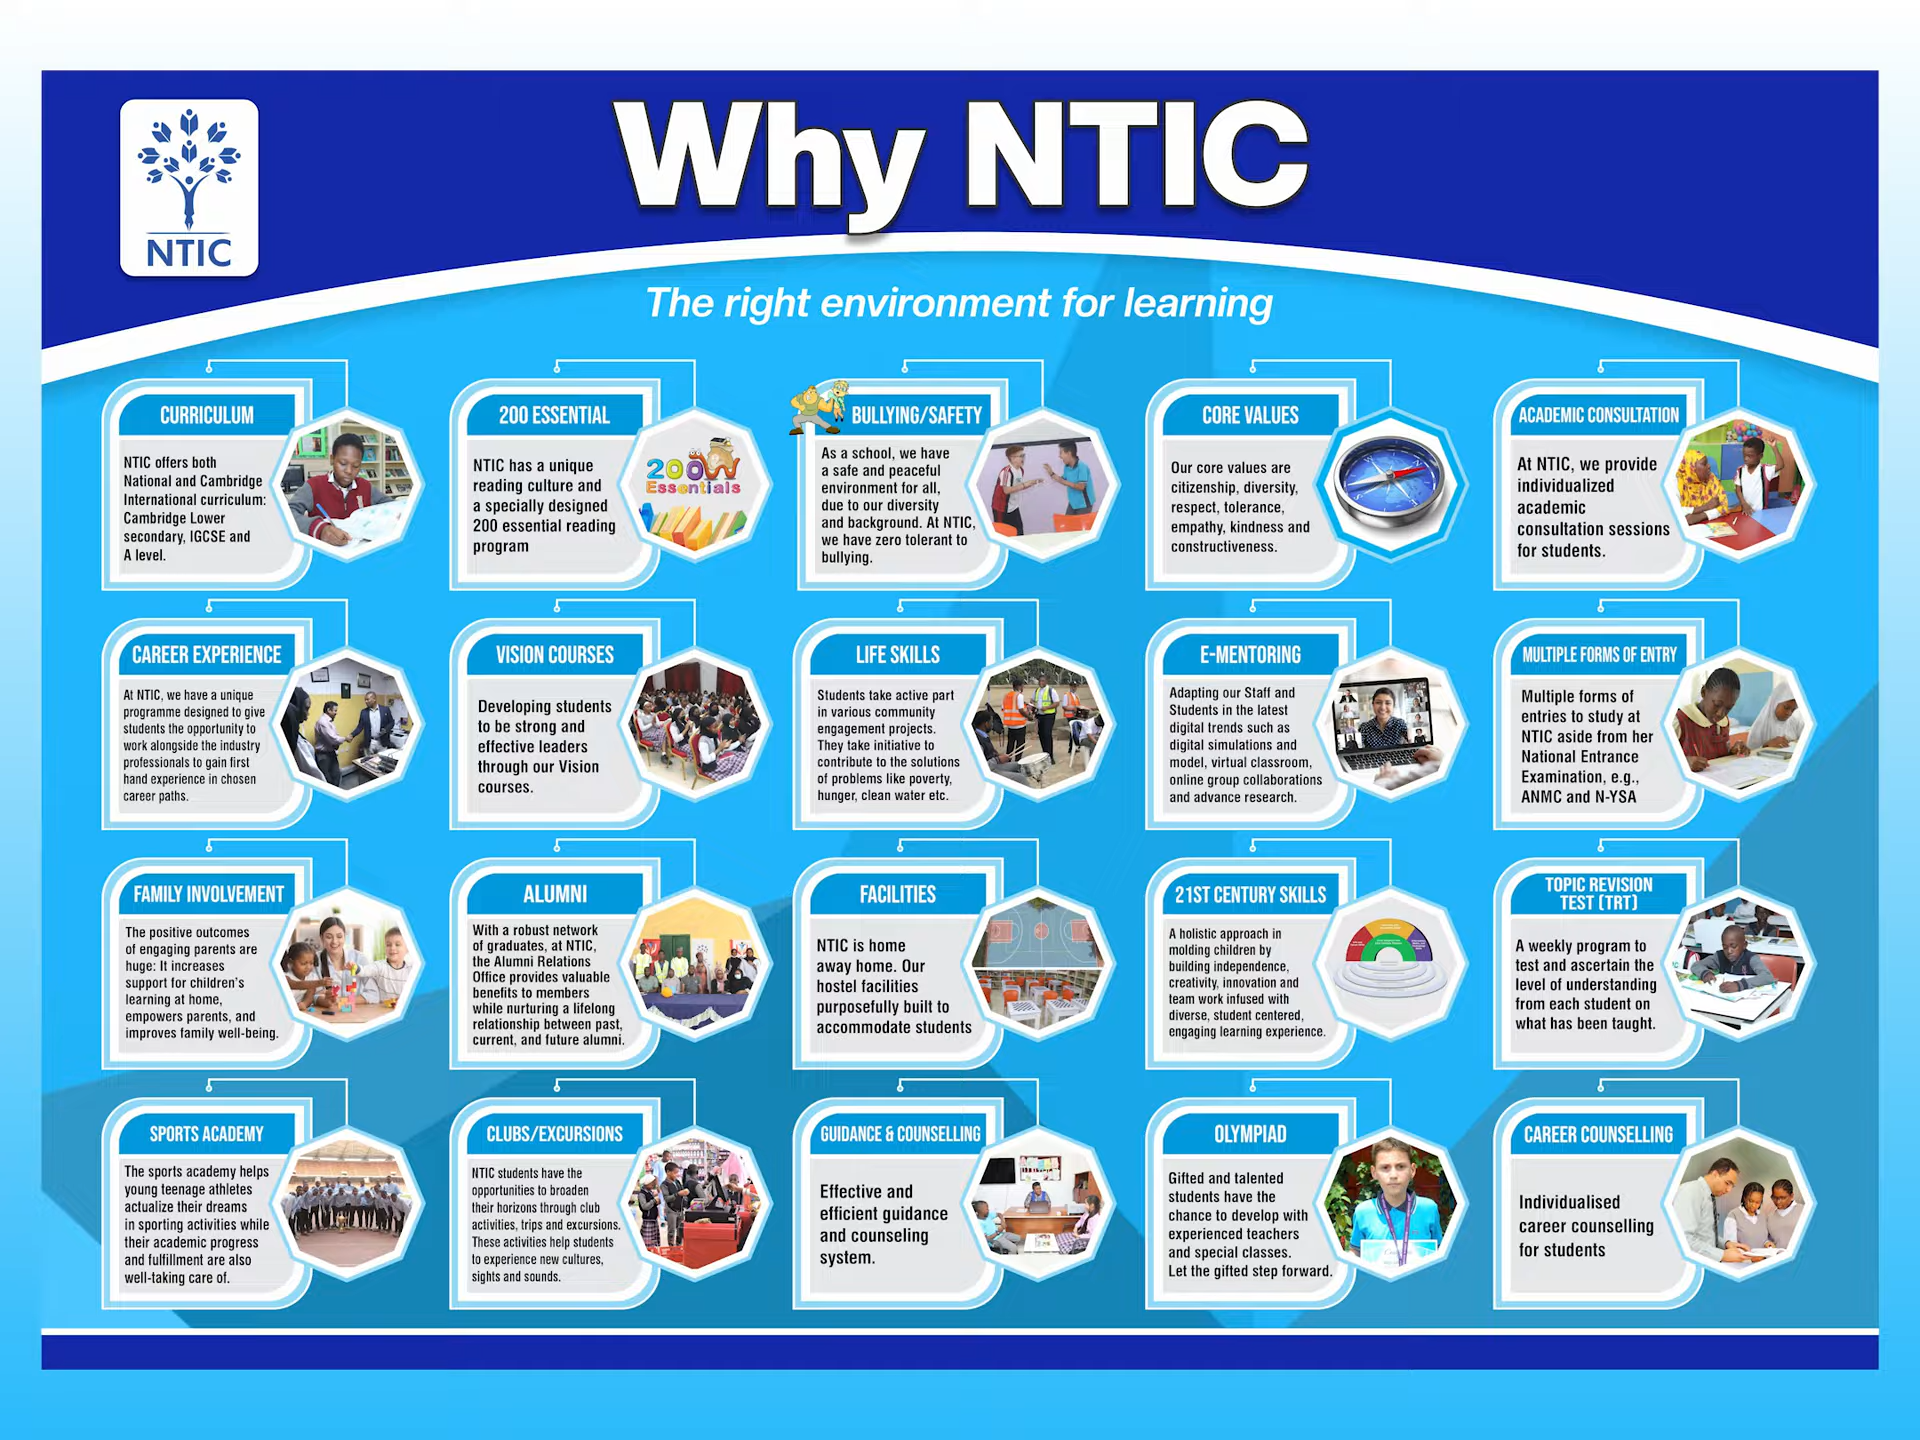 NTIC
Why NTIC
The right environment for learning
CURRICULUM
NTIC offers both
National and Cambridge
International curriculum:
Cambridge Lower
secondary, IGCSE and
A level.
200 ESSENTIAL
NTIC has a unique
reading culture and
a specially designed
200 essential reading
program
200
Essentials
BULLYING/SAFETY
As a school, we have
a safe and peaceful
environment for all,
due to our diversity
and background. At NTIC,
we have zero tolerant to
bullying.
CORE VALUES
Our core values are
citizenship, diversity,
respect, tolerance,
empathy, kindness and
constructiveness.
ACADEMIC CONSULTATION
At NTIC, we provide
individualized
academic
consultation sessions
for students.
CAREER EXPERIENCE
At NTIC, we have a unique
programme designed to give
students the opportunity to
work alongside the industry
professionals to gain first
hand experience in chosen
career paths.
VISION COURSES
Developing students
to be strong and
effective leaders
through our Vision
courses.
LIFE SKILLS
Students take active part
in various community
engagement projects.
They take initiative to
contribute to the solutions
of problems like poverty,
hunger, clean water etc.
E-MENTORING
Adapting our Staff and
Students in the latest
digital trends such as
digital simulations and
model, virtual classroom,
online group collaborations
and advance research.
MULTIPLE FORMS OF ENTRY
Multiple forms of
entries to study at
NTIC aside from her
National Entrance
Examination, e.g.,
ANMC and N-YSA
FAMILY INVOLVEMENT
The positive outcomes
of engaging parents are
huge: It increases
support for children's
learning at home,
empowers parents, and
improves family well-being.
ALUMNI
With a robust network
of graduates, at NTIC,
the Alumni Relations
Office provides valuable
benefits to members
while nurturing a lifelong
relationship between past,
current, and future alumni.
FACILITIES
NTIC is home
away home. Our
hostel facilities
purposefully built to
accommodate students
21ST CENTURY SKILLS
A holistic approach in
molding children by
building independence,
creativity, innovation and
team work infused with
diverse, student centered,
engaging learning experience.
TOPIC REVISION
TEST (TRT)
A weekly program to
test and ascertain the
level of understanding
from each student on
what has been taught.
SPORTS ACADEMY
The sports academy helps
young teenage athletes
actualize their dreams
in sporting activities while
their academic progress
and fulfillment are also
well-taking care of.
CLUBS/EXCURSIONS
NTIC students have the
opportunities to broaden
their horizons through club
activities, trips and excursions.
These activities help students
to experience new cultures,
sights and sounds.
GUIDANCE & COUNSELLING
Effective and
efficient guidance
and counseling
system.
OLYMPIAD
Gifted and talented
students have the
chance to develop with
experienced teachers
and special classes.
Let the gifted step forward.
CAREER COUNSELLING
Individualised
career counselling
for students